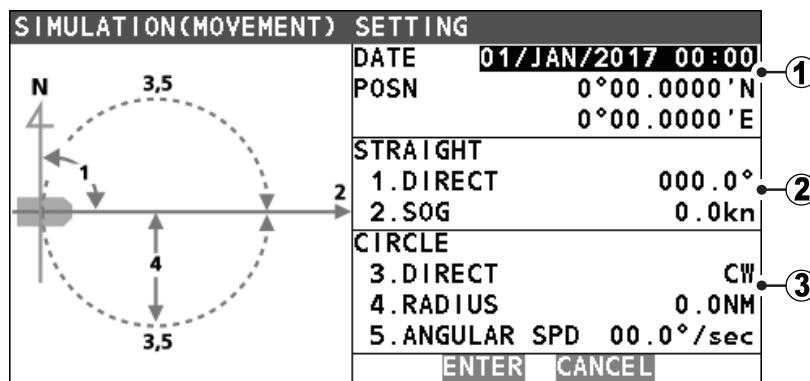 SIMULATION(MOVEMENT) SETTING
N
3,5
1
2
4
3,5
DATE 01/JAN/2017 00:00
POSN 0°00.0000'N
0°00.0000'E
①
STRAIGHT
1.DIRECT 000.0°
2.SOG 0.0kn
②
CIRCLE
3.DIRECT CW
4.RADIUS 0.0NM
5.ANGULAR SPD 00.0°/sec
③
ENTER CANCEL